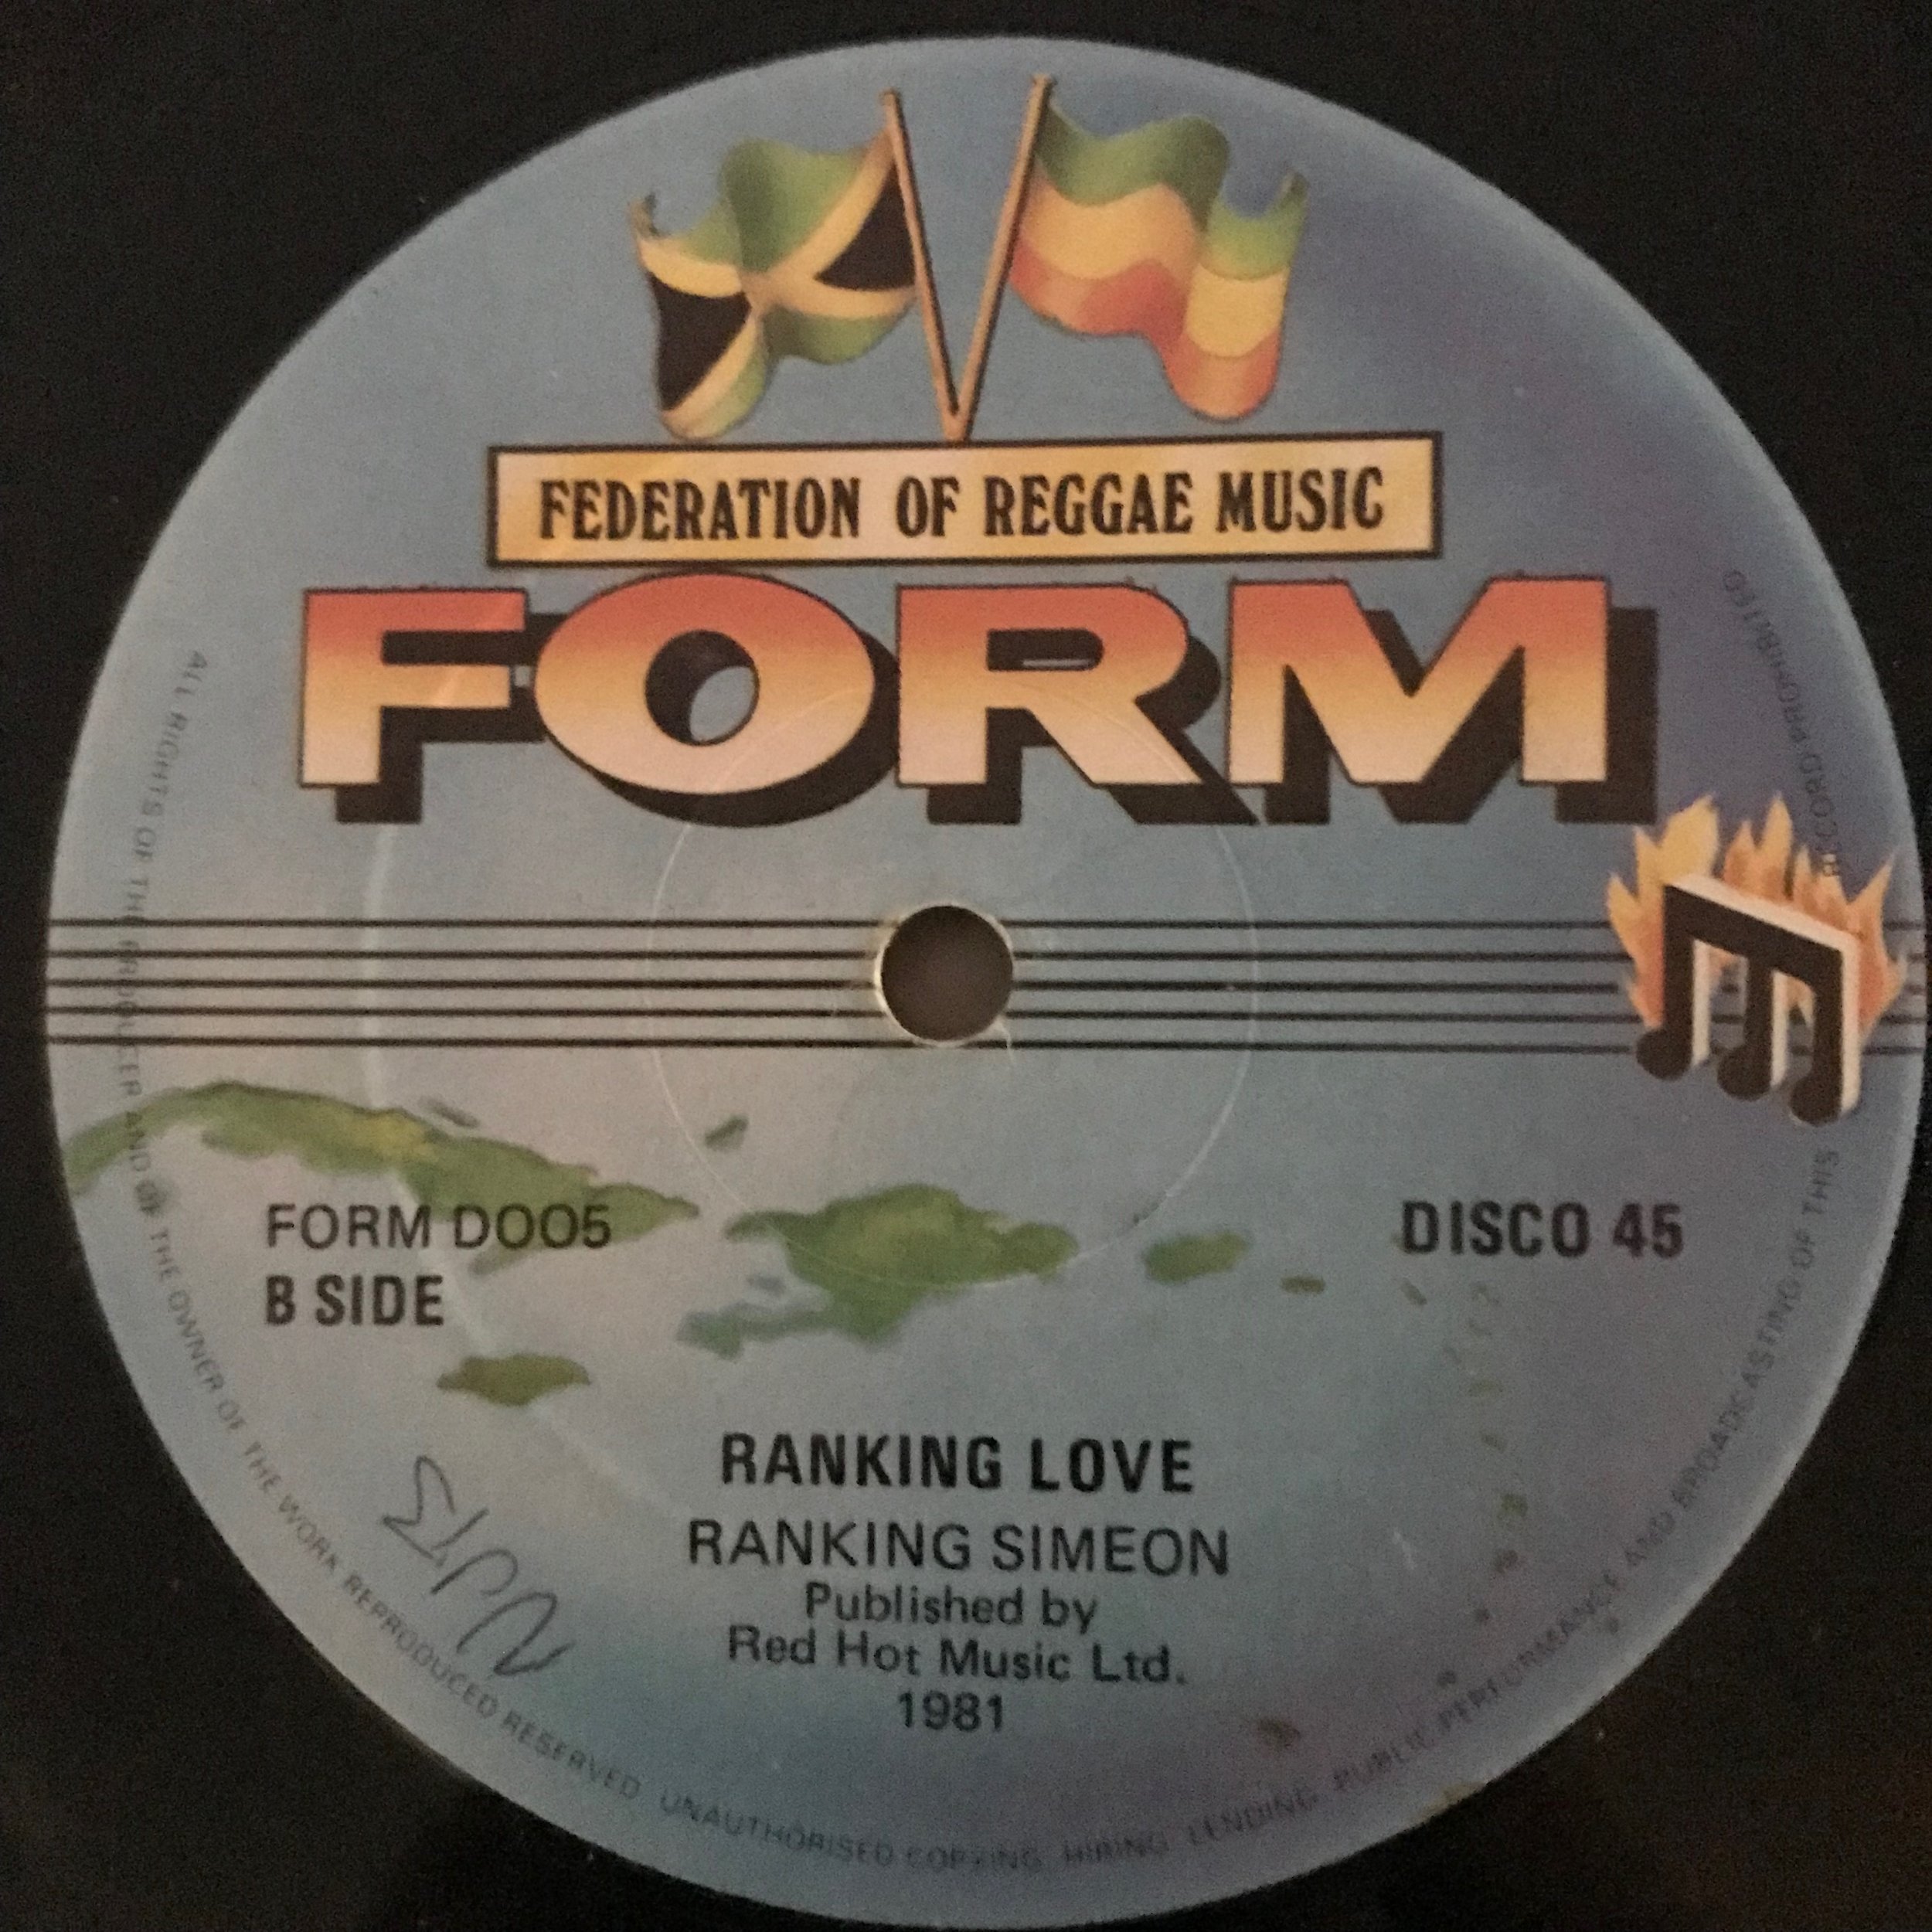 FEDERATION OF REGGAE MUSIC
FORM
FORM DOO5
B SIDE
DISCO 45
RANKING LOVE
RANKING SIMEON
Published by
Red Hot Music Ltd.
1981
ALL RIGHTS OF THE PRODUCER AND OF THE OWNER OF THE WORK REPRODUCED RESERVED UNAUTHORISED COPYING HIRING LENDING PUBLIC PERFORMANCE AND BROADCASTING OF THIS RECORD PROHIBITED